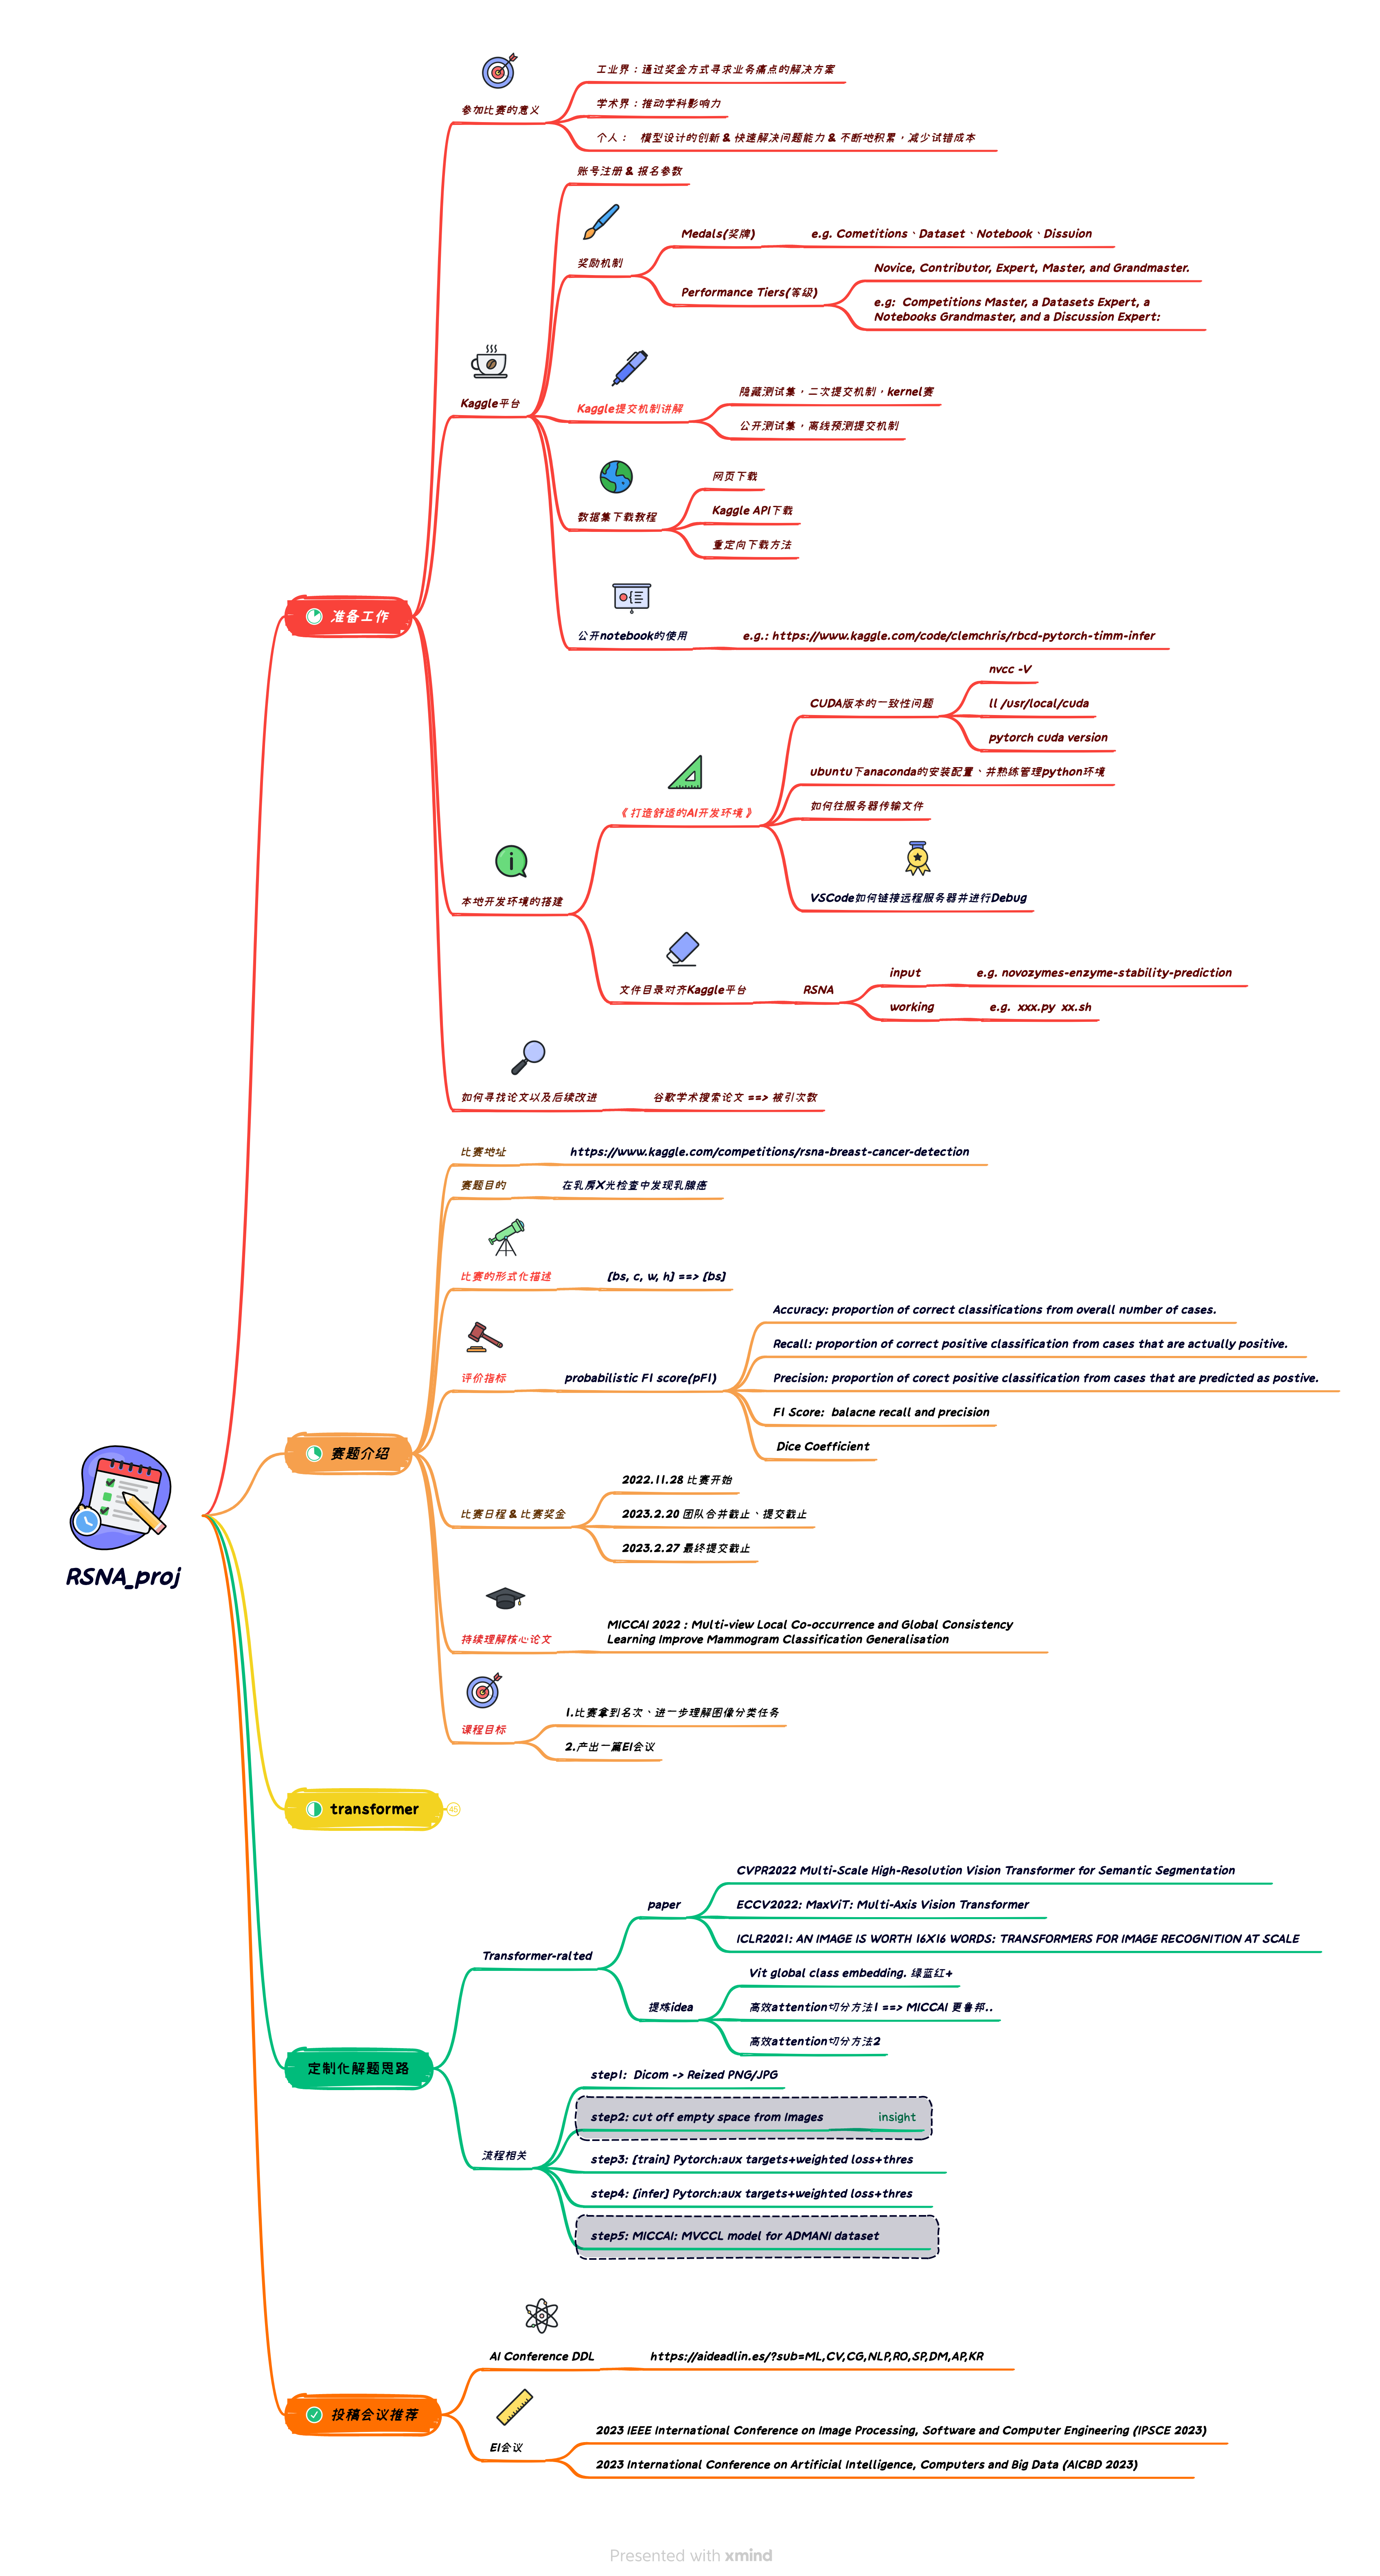 参加比赛的意义
工业界：通过奖金方式寻求业务痛点的解决方案
学术界：推动学科影响力
个人： 模型设计的创新 & 快速解决问题能力 & 不断地积累，减少试错成本
Kaggle平台
账号注册 & 报名参数
奖励机制
Medals(奖牌)
e.g. Cometitions、Dataset、Notebook、Dissuion
Performance Tiers(等级)
Novice, Contributor, Expert, Master, and Grandmaster.
e.g: Competitions Master, a Datasets Expert, a
Notebooks Grandmaster, and a Discussion Expert:
Kaggle提交机制讲解
隐藏测试集，二次提交机制，kernel赛
公开测试集，离线预测提交机制
数据集下载教程
网页下载
Kaggle API下载
重定向下载方法
公开notebook的使用
e.g.: https://www.kaggle.com/code/clemchris/rbcd-pytorch-timm-infer
准备工作
本地开发环境的搭建
《打造舒适的AI开发环境》
CUDA版本的一致性问题
nvcc -V
ll /usr/local/cuda
pytorch cuda version
ubuntu下anaconda的安装配置、并熟练管理python环境
如何往服务器传输文件
VSCode如何链接远程服务器并进行Debug
文件目录对齐Kaggle平台
RSNA
input
e.g. novozymes-enzyme-stability-prediction
working
e.g. xxx.py xx.sh
如何寻找论文以及后续改进
谷歌学术搜索论文 ==> 被引次数
RSNA_proj
赛题介绍
比赛地址
https://www.kaggle.com/competitions/rsna-breast-cancer-detection
赛题目的
在乳房X光检查中发现乳腺癌
比赛的形式化描述
[bs, c, w, h] ==> [bs]
评价指标
probabilistic F1 score(pF1)
Accuracy: proportion of correct classifications from overall number of cases.
Recall: proportion of correct positive classification from cases that are actually positive.
Precision: proportion of corect positive classification from cases that are predicted as postive.
F1 Score: balacne recall and precision
Dice Coefficient
比赛日程 & 比赛奖金
2022.11.28 比赛开始
2023.2.20 团队合并截止、提交截止
2023.2.27 最终提交截止
持续理解核心论文
MICCAI 2022 : Multi-view Local Co-occurrence and Global Consistency
Learning Improve Mammogram Classification Generalisation
课程目标
1.比赛拿到名次、进一步理解图像分类任务
2.产出一篇EI会议
transformer
45
定制化解题思路
Transformer-ralted
paper
CVPR2022 Multi-Scale High-Resolution Vision Transformer for Semantic Segmentation
ECCV2022: MaxViT: Multi-Axis Vision Transformer
ICLR2021: AN IMAGE IS WORTH 16X16 WORDS: TRANSFORMERS FOR IMAGE RECOGNITION AT SCALE
提炼idea
Vit global class embedding. 绿蓝红+
高效attention切分方法1 ==> MICCAI 更鲁邦..
高效attention切分方法2
流程相关
step1: Dicom -> Reized PNG/JPG
step2: cut off empty space from Images
insight
step3: [train] Pytorch:aux targets+weighted loss+thres
step4: [infer] Pytorch:aux targets+weighted loss+thres
step5: MICCAI: MVCCL model for ADMANI dataset
投稿会议推荐
AI Conference DDL
https://aideadlin.es/?sub=ML,CV,CG,NLP,RO,SP,DM,AP,KR
EI会议
2023 IEEE International Conference on Image Processing, Software and Computer Engineering (IPSCE 2023)
2023 International Conference on Artificial Intelligence, Computers and Big Data (AICBD 2023)
Presented with xmind